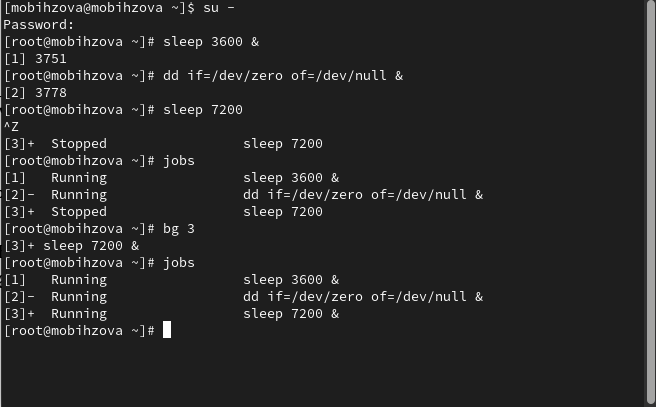 [mobihzova@mobihzova ~]$ su -
Password:
[root@mobihzova ~]# sleep 3600 &
[1] 3751
[root@mobihzova ~]# dd if=/dev/zero of=/dev/null &
[2] 3778
[root@mobihzova ~]# sleep 7200
^Z
[3]+  Stopped                 sleep 7200
[root@mobihzova ~]# jobs
[1]   Running                 sleep 3600 &
[2]-  Running                 dd if=/dev/zero of=/dev/null &
[3]+  Stopped                 sleep 7200
[root@mobihzova ~]# bg 3
[3]+ sleep 7200 &
[root@mobihzova ~]# jobs
[1]   Running                 sleep 3600 &
[2]-  Running                 dd if=/dev/zero of=/dev/null &
[3]+  Running                 sleep 7200 &
[root@mobihzova ~]#